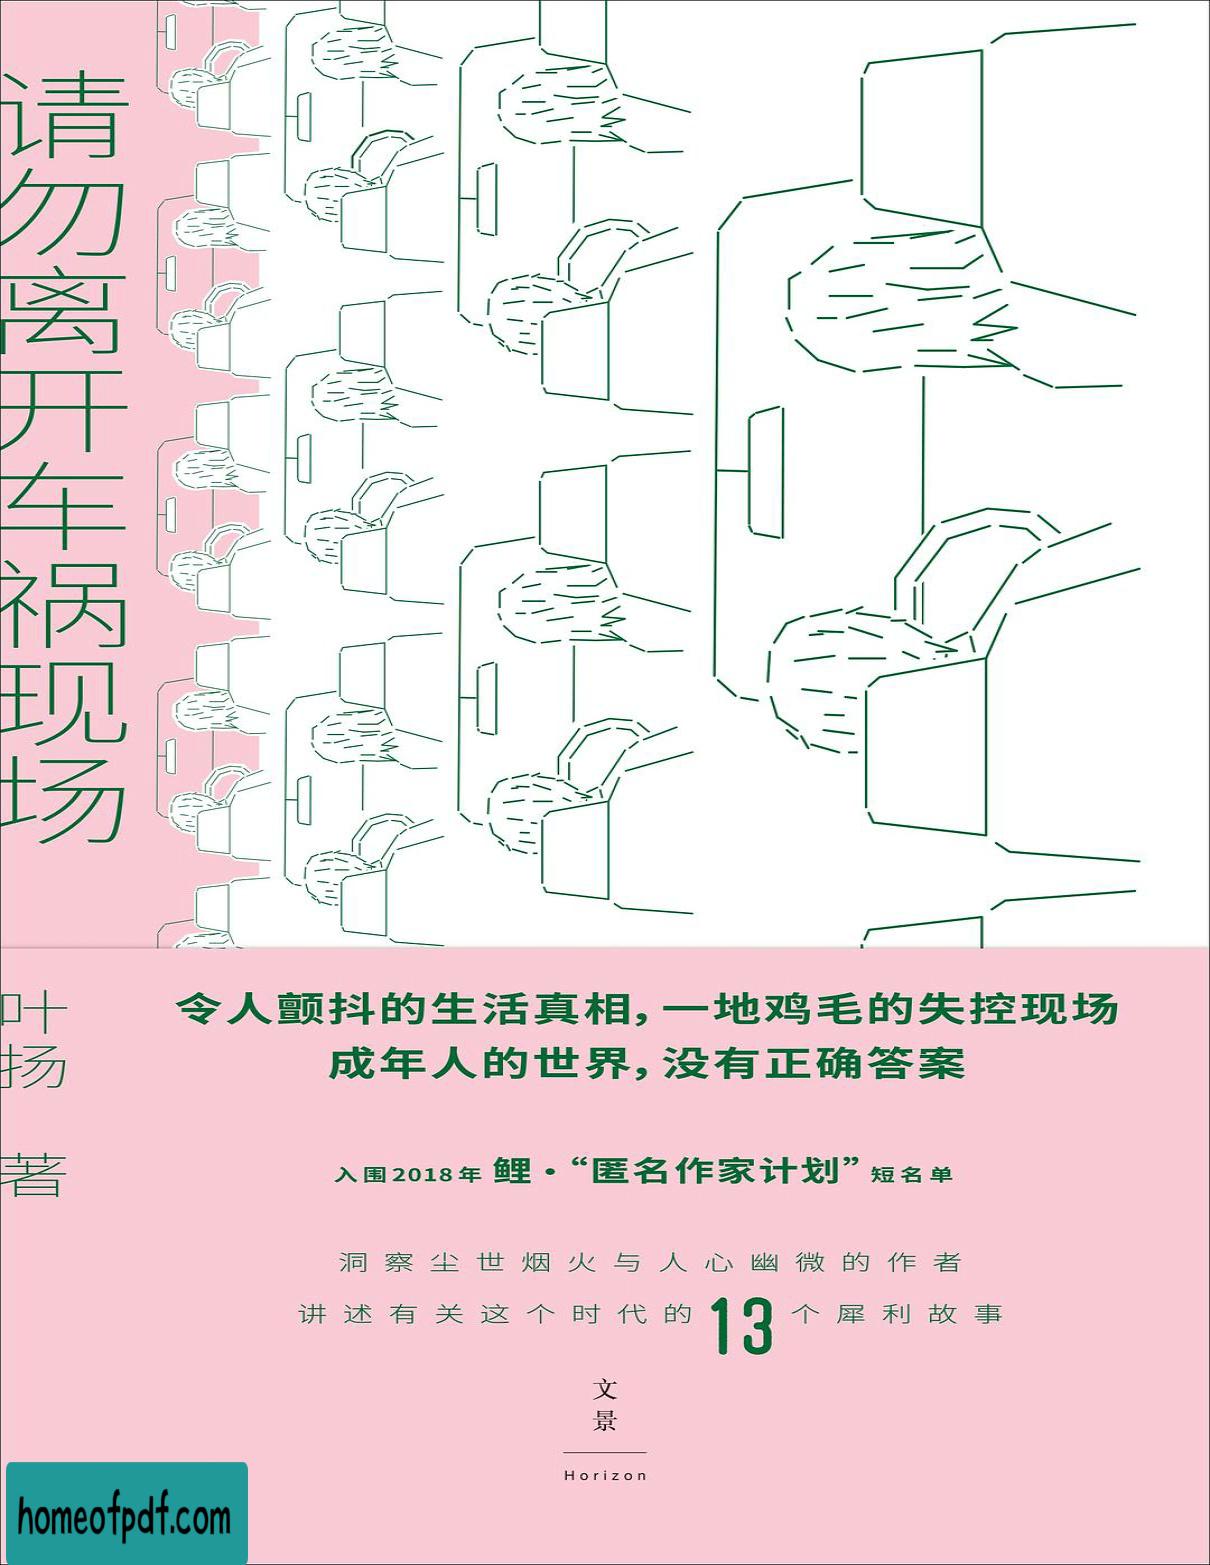 请勿离开车祸现场
叶扬 著
令人颤抖的生活真相，一地鸡毛的失控现场
成年人的世界，没有正确答案
入围2018年 鲤·“匿名作家计划”短名单
洞察尘世烟火与人心幽微的作者
讲述有关这个时代的13个犀利故事
文
景
Horizon
homeofpdf.com